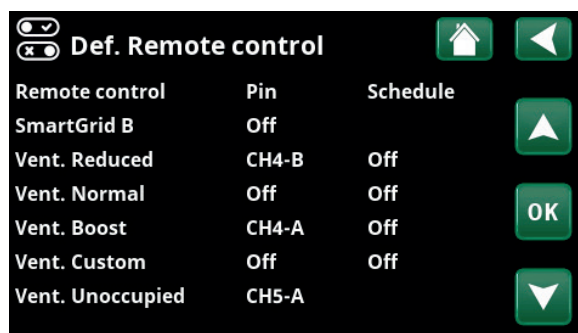 Def. Remote control
Remote control Pin Schedule
SmartGrid B Off
Vent. Reduced CH4-B Off
Vent. Normal Off Off
Vent. Boost CH4-A Off
Vent. Custom Off Off
Vent. Unoccupied CH5-A
OK